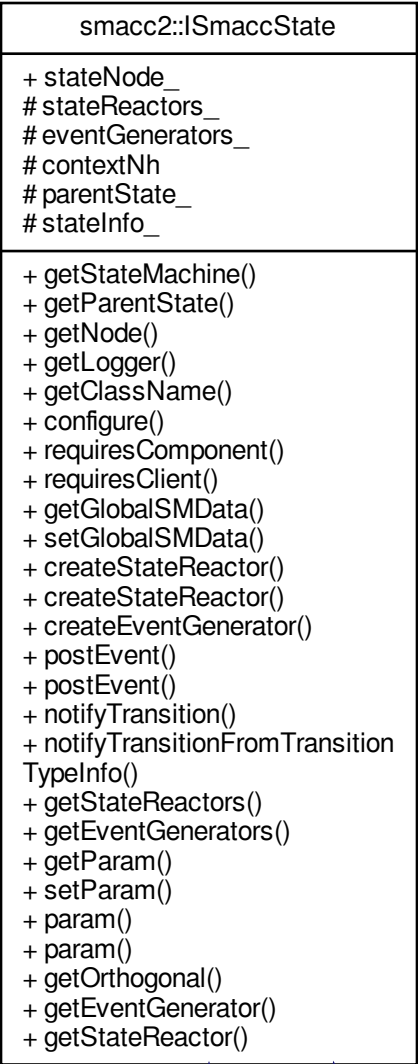 smacc2::ISmaccState
+ stateNode_
# stateReactors_
# eventGenerators_
# contextNh
# parentState_
# stateInfo_
+ getStateMachine()
+ getParentState()
+ getNode()
+ getLogger()
+ getClassName()
+ configure()
+ requiresComponent()
+ requiresClient()
+ getGlobalSMData()
+ setGlobalSMData()
+ createStateReactor()
+ createStateReactor()
+ createEventGenerator()
+ postEvent()
+ postEvent()
+ notifyTransition()
+ notifyTransitionFromTransition
TypeInfo()
+ getStateReactors()
+ getEventGenerators()
+ getParam()
+ setParam()
+ param()
+ param()
+ getOrthogonal()
+ getEventGenerator()
+ getStateReactor()